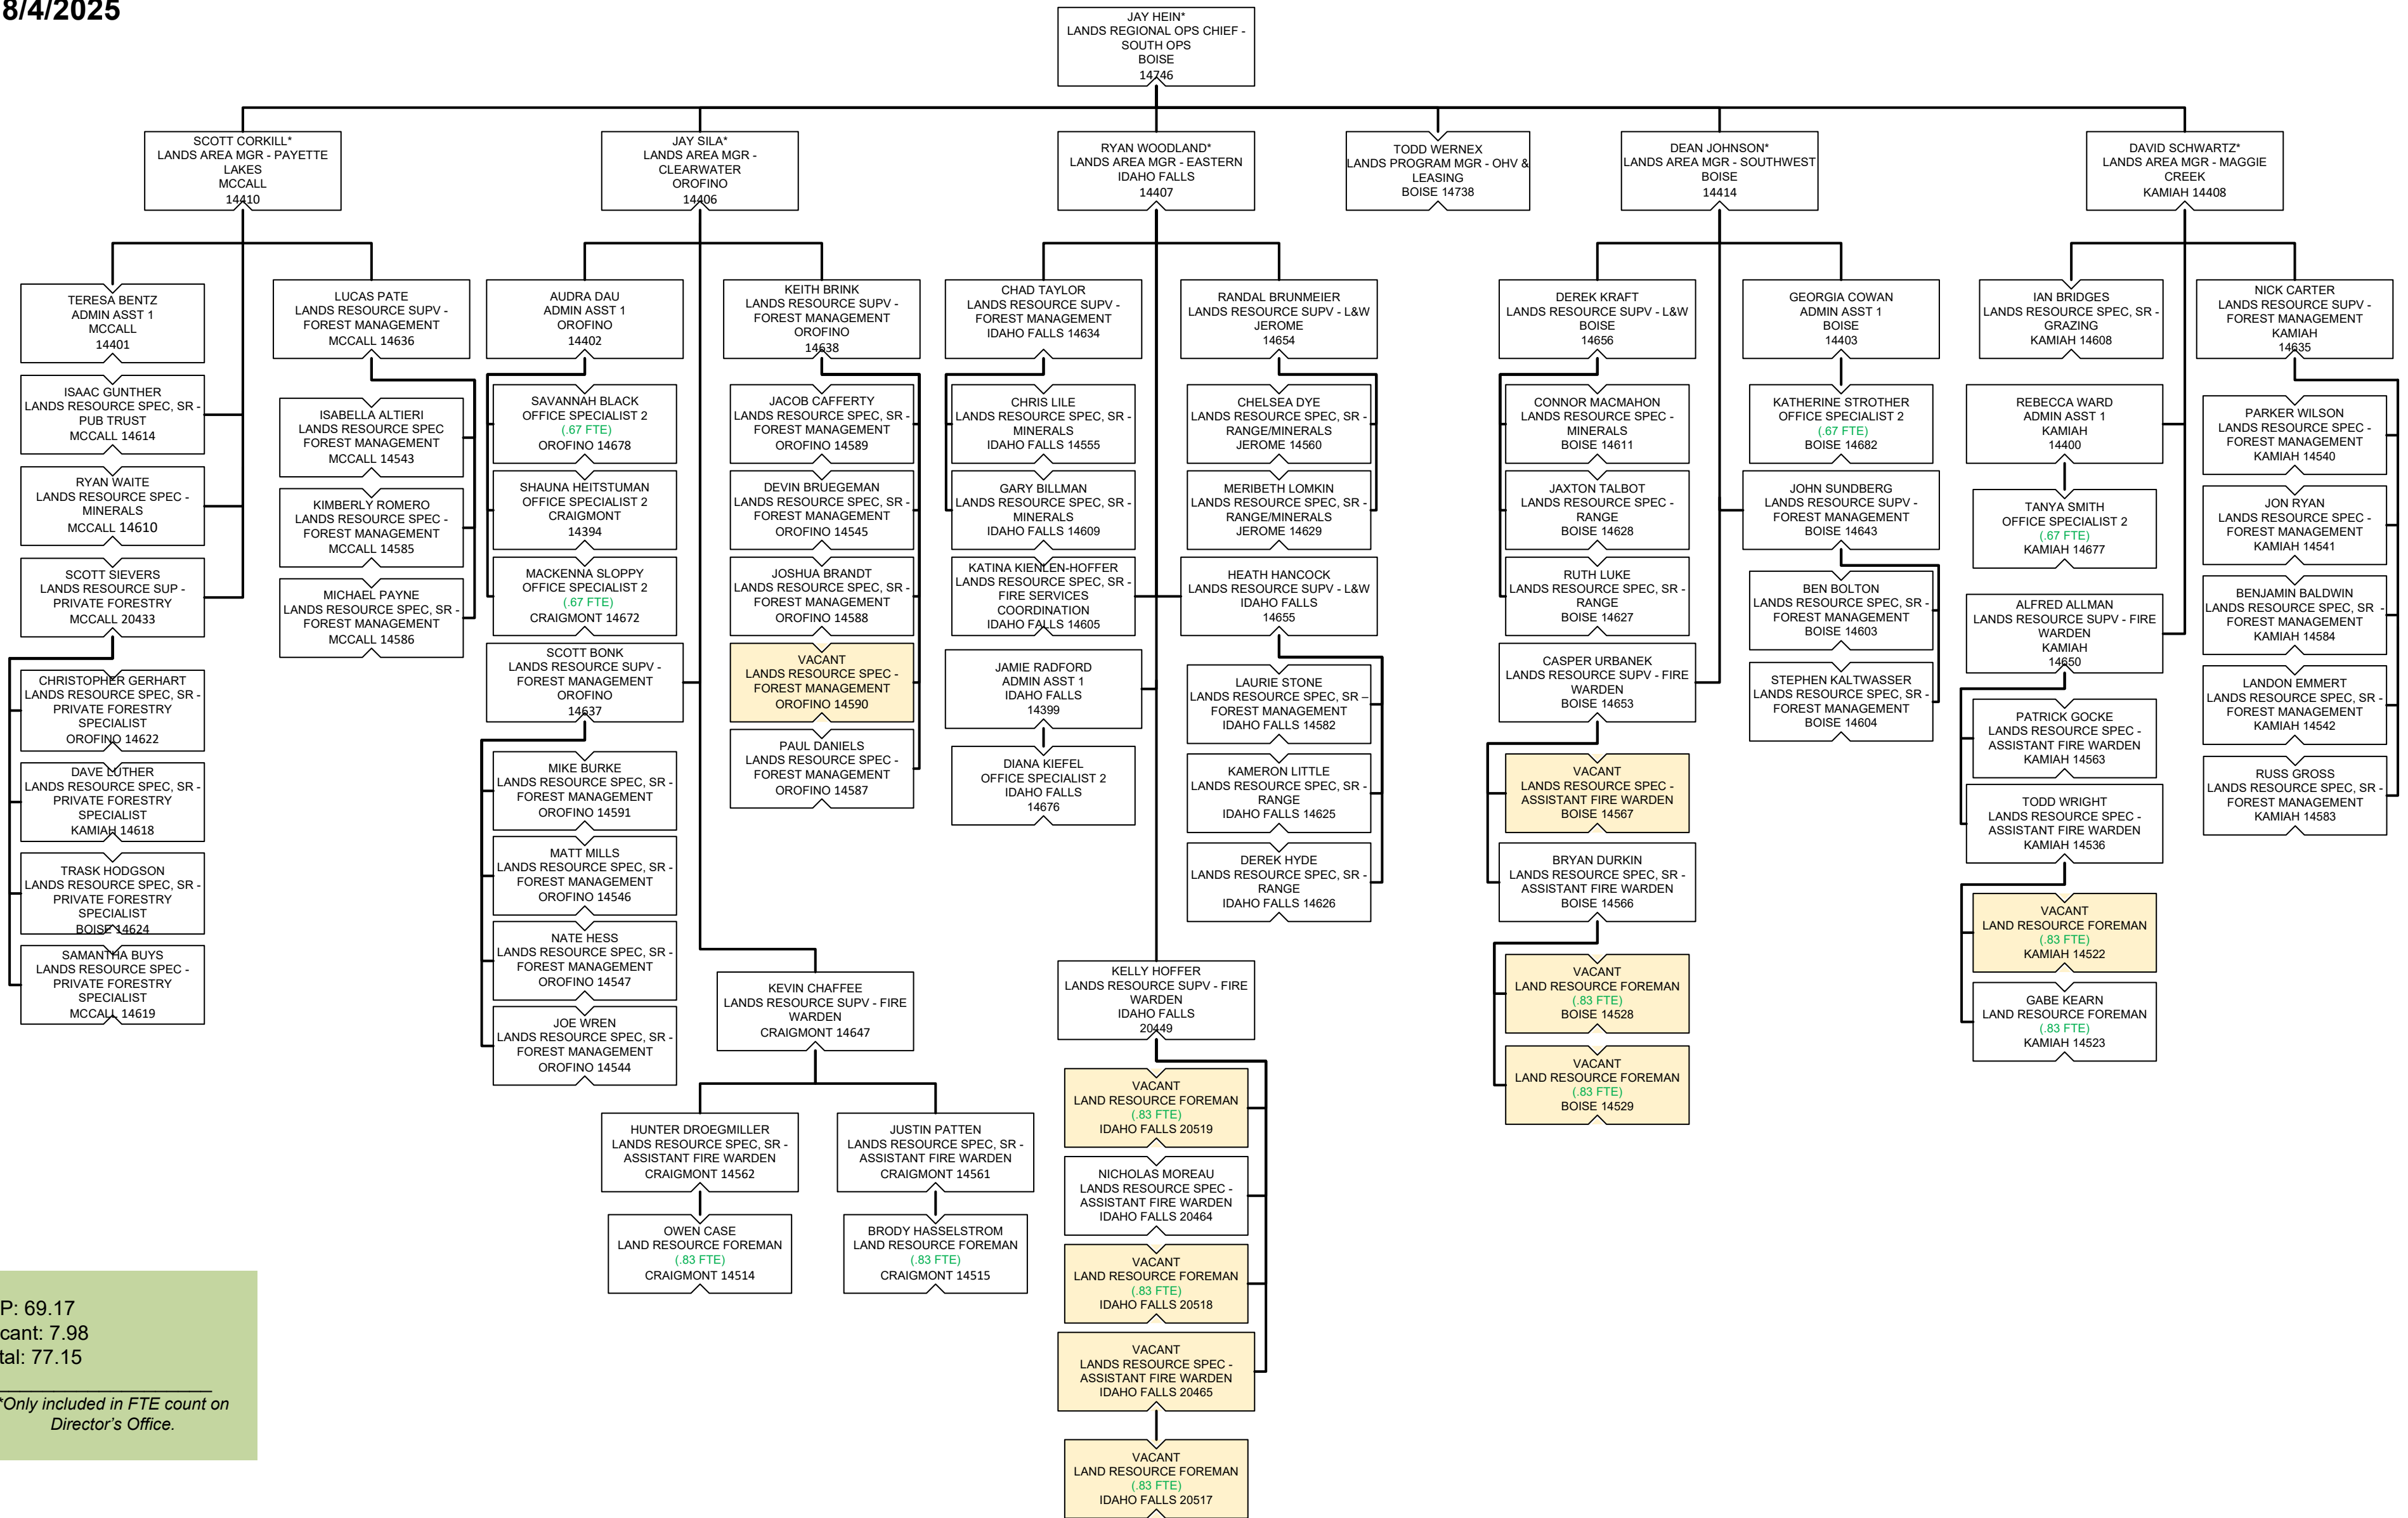 8/4/2025
JAY HEIN*
LANDS REGIONAL OPS CHIEF -
SOUTH OPS
BOISE
14746
SCOTT CORKILL*
LANDS AREA MGR - PAYETTE
LAKES
MCCALL
14410
JAY SILA*
LANDS AREA MGR -
CLEARWATER
OROFINO
14406
RYAN WOODLAND*
LANDS AREA MGR - EASTERN
IDAHO FALLS
14407
TODD WERNEX
LANDS PROGRAM MGR - OHV &
LEASING
BOISE 14738
DEAN JOHNSON*
LANDS AREA MGR - SOUTHWEST
BOISE
14414
DAVID SCHWARTZ*
LANDS AREA MGR - MAGGIE
CREEK
KAMIAH 14408
TERESA BENTZ
ADMIN ASST 1
MCCALL
14401
ISAAC GUNTHER
LANDS RESOURCE SPEC, SR -
PUB TRUST
MCCALL 14614
RYAN WAITE
LANDS RESOURCE SPEC -
MINERALS
MCCALL 14610
SCOTT SIEVERS
LANDS RESOURCE SUP -
PRIVATE FORESTRY
MCCALL 20433
CHRISTOPHER GERHART
LANDS RESOURCE SPEC, SR -
PRIVATE FORESTRY
SPECIALIST
OROFINO 14622
DAVE LUTHER
LANDS RESOURCE SPEC, SR -
PRIVATE FORESTRY
SPECIALIST
KAMIAH 14618
TRASK HODGSON
LANDS RESOURCE SPEC, SR -
PRIVATE FORESTRY
SPECIALIST
BOISE 14624
SAMANTHA BUYS
LANDS RESOURCE SPEC -
PRIVATE FORESTRY
SPECIALIST
MCCALL 14619
LUCAS PATE
LANDS RESOURCE SUPV -
FOREST MANAGEMENT
MCCALL 14636
ISABELLA ALTIERI
LANDS RESOURCE SPEC
FOREST MANAGEMENT
MCCALL 14543
KIMBERLY ROMERO
LANDS RESOURCE SPEC -
FOREST MANAGEMENT
MCCALL 14585
MICHAEL PAYNE
LANDS RESOURCE SPEC, SR -
FOREST MANAGEMENT
MCCALL 14586
AUDRA DAU
ADMIN ASST 1
OROFINO
14402
SAVANNAH BLACK
OFFICE SPECIALIST 2
(.67 FTE)
OROFINO 14678
SHAUNA HEITSTUMAN
OFFICE SPECIALIST 2
CRAIGMONT
14394
MACKENNA SLOPPY
OFFICE SPECIALIST 2
(.67 FTE)
CRAIGMONT 14672
SCOTT BONK
LANDS RESOURCE SUPV -
FOREST MANAGEMENT
OROFINO
14637
MIKE BURKE
LANDS RESOURCE SPEC, SR -
FOREST MANAGEMENT
OROFINO 14591
MATT MILLS
LANDS RESOURCE SPEC, SR -
FOREST MANAGEMENT
OROFINO 14546
NATE HESS
LANDS RESOURCE SPEC, SR -
FOREST MANAGEMENT
OROFINO 14547
JOE WREN
LANDS RESOURCE SPEC, SR -
FOREST MANAGEMENT
OROFINO 14544
KEITH BRINK
LANDS RESOURCE SUPV -
FOREST MANAGEMENT
OROFINO
14638
JACOB CAFFERTY
LANDS RESOURCE SPEC, SR -
FOREST MANAGEMENT
OROFINO 14589
DEVIN BRUEGEMAN
LANDS RESOURCE SPEC, SR -
FOREST MANAGEMENT
OROFINO 14545
JOSHUA BRANDT
LANDS RESOURCE SPEC, SR -
FOREST MANAGEMENT
OROFINO 14588
VACANT
LANDS RESOURCE SPEC -
FOREST MANAGEMENT
OROFINO 14590
PAUL DANIELS
LANDS RESOURCE SPEC -
FOREST MANAGEMENT
OROFINO 14587
KEVIN CHAFFEE
LANDS RESOURCE SUPV - FIRE
WARDEN
CRAIGMONT 14647
HUNTER DROEGMILLER
LANDS RESOURCE SPEC, SR -
ASSISTANT FIRE WARDEN
CRAIGMONT 14562
OWEN CASE
LAND RESOURCE FOREMAN
(.83 FTE)
CRAIGMONT 14514
JUSTIN PATTEN
LANDS RESOURCE SPEC, SR -
ASSISTANT FIRE WARDEN
CRAIGMONT 14561
BRODY HASSELSTROM
LAND RESOURCE FOREMAN
(.83 FTE)
CRAIGMONT 14515
CHAD TAYLOR
LANDS RESOURCE SUPV -
FOREST MANAGEMENT
IDAHO FALLS 14634
CHRIS LILE
LANDS RESOURCE SPEC, SR -
MINERALS
IDAHO FALLS 14555
GARY BILLMAN
LANDS RESOURCE SPEC, SR -
MINERALS
IDAHO FALLS 14609
KATINA KIENLEN-HOFFER
LANDS RESOURCE SPEC, SR -
FIRE SERVICES
COORDINATION
IDAHO FALLS 14605
JAMIE RADFORD
ADMIN ASST 1
IDAHO FALLS
14399
DIANA KIEFEL
OFFICE SPECIALIST 2
IDAHO FALLS
14676
RANDAL BRUNMEIER
LANDS RESOURCE SUPV - L&W
JEROME
14654
CHELSEA DYE
LANDS RESOURCE SPEC, SR -
RANGE/MINERALS
JEROME 14560
MERIBETH LOMKIN
LANDS RESOURCE SPEC, SR -
RANGE/MINERALS
JEROME 14629
HEATH HANCOCK
LANDS RESOURCE SUPV - L&W
IDAHO FALLS
14655
LAURIE STONE
LANDS RESOURCE SPEC, SR –
FOREST MANAGEMENT
IDAHO FALLS 14582
KAMERON LITTLE
LANDS RESOURCE SPEC, SR -
RANGE
IDAHO FALLS 14625
DEREK HYDE
LANDS RESOURCE SPEC, SR -
RANGE
IDAHO FALLS 14626
KELLY HOFFER
LANDS RESOURCE SUPV - FIRE
WARDEN
IDAHO FALLS
20449
VACANT
LAND RESOURCE FOREMAN
(.83 FTE)
IDAHO FALLS 20519
NICHOLAS MOREAU
LANDS RESOURCE SPEC -
ASSISTANT FIRE WARDEN
IDAHO FALLS 20464
VACANT
LAND RESOURCE FOREMAN
(.83 FTE)
IDAHO FALLS 20518
VACANT
LANDS RESOURCE SPEC -
ASSISTANT FIRE WARDEN
IDAHO FALLS 20465
VACANT
LAND RESOURCE FOREMAN
(.83 FTE)
IDAHO FALLS 20517
DEREK KRAFT
LANDS RESOURCE SUPV - L&W
BOISE
14656
CONNOR MACMAHON
LANDS RESOURCE SPEC -
MINERALS
BOISE 14611
JAXTON TALBOT
LANDS RESOURCE SPEC -
RANGE
BOISE 14628
RUTH LUKE
LANDS RESOURCE SPEC, SR -
RANGE
BOISE 14627
CASPER URBANEK
LANDS RESOURCE SUPV - FIRE
WARDEN
BOISE 14653
VACANT
LANDS RESOURCE SPEC -
ASSISTANT FIRE WARDEN
BOISE 14567
BRYAN DURKIN
LANDS RESOURCE SPEC, SR -
ASSISTANT FIRE WARDEN
BOISE 14566
VACANT
LAND RESOURCE FOREMAN
(.83 FTE)
BOISE 14528
VACANT
LAND RESOURCE FOREMAN
(.83 FTE)
BOISE 14529
GEORGIA COWAN
ADMIN ASST 1
BOISE
14403
KATHERINE STROTHER
OFFICE SPECIALIST 2
(.67 FTE)
BOISE 14682
JOHN SUNDBERG
LANDS RESOURCE SUPV -
FOREST MANAGEMENT
BOISE 14643
BEN BOLTON
LANDS RESOURCE SPEC, SR -
FOREST MANAGEMENT
BOISE 14603
STEPHEN KALTWASSER
LANDS RESOURCE SPEC, SR -
FOREST MANAGEMENT
BOISE 14604
IAN BRIDGES
LANDS RESOURCE SPEC, SR -
GRAZING
KAMIAH 14608
REBECCA WARD
ADMIN ASST 1
KAMIAH
14400
TANYA SMITH
OFFICE SPECIALIST 2
(.67 FTE)
KAMIAH 14677
ALFRED ALLMAN
LANDS RESOURCE SUPV - FIRE
WARDEN
KAMIAH
14650
PATRICK GOCKE
LANDS RESOURCE SPEC -
ASSISTANT FIRE WARDEN
KAMIAH 14563
TODD WRIGHT
LANDS RESOURCE SPEC -
ASSISTANT FIRE WARDEN
KAMIAH 14536
VACANT
LAND RESOURCE FOREMAN
(.83 FTE)
KAMIAH 14522
GABE KEARN
LAND RESOURCE FOREMAN
(.83 FTE)
KAMIAH 14523
NICK CARTER
LANDS RESOURCE SUPV -
FOREST MANAGEMENT
KAMIAH
14635
PARKER WILSON
LANDS RESOURCE SPEC -
FOREST MANAGEMENT
KAMIAH 14540
JON RYAN
LANDS RESOURCE SPEC -
FOREST MANAGEMENT
KAMIAH 14541
BENJAMIN BALDWIN
LANDS RESOURCE SPEC, SR -
FOREST MANAGEMENT
KAMIAH 14584
LANDON EMMERT
LANDS RESOURCE SPEC, SR -
FOREST MANAGEMENT
KAMIAH 14542
RUSS GROSS
LANDS RESOURCE SPEC, SR -
FOREST MANAGEMENT
KAMIAH 14583
P: 69.17
cant: 7.98
tal: 77.15
*Only included in FTE count on
Director's Office.